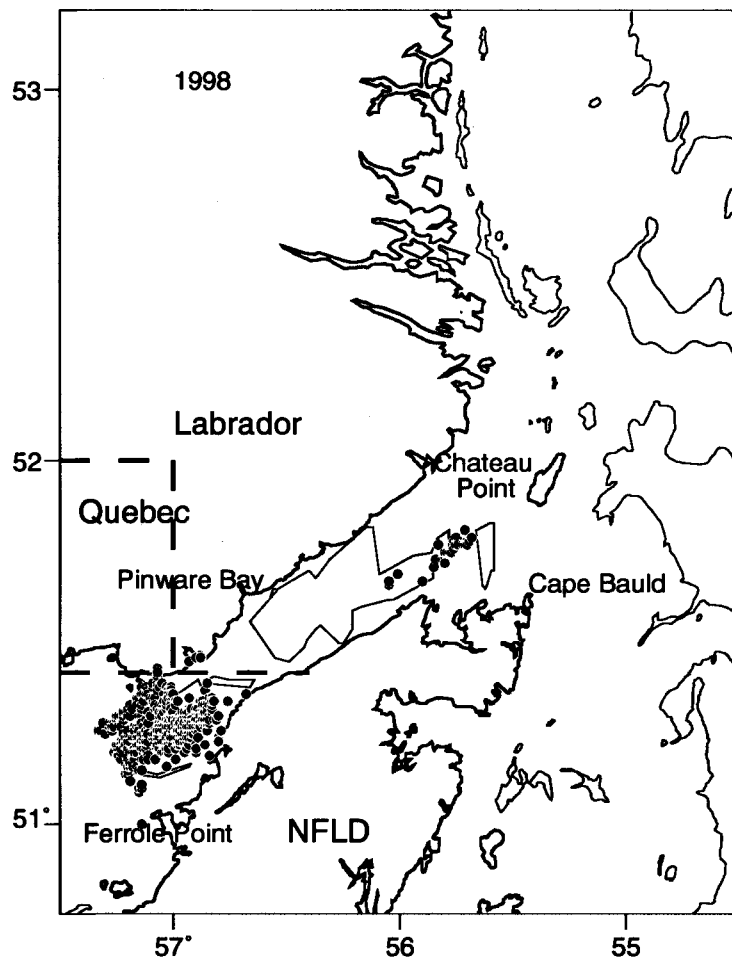 53
1998
Labrador
52
Chateau
Point
Quebec
Pinware Bay
Cape Bauld
51°
Ferrole Point
NFLD
57°
56
55